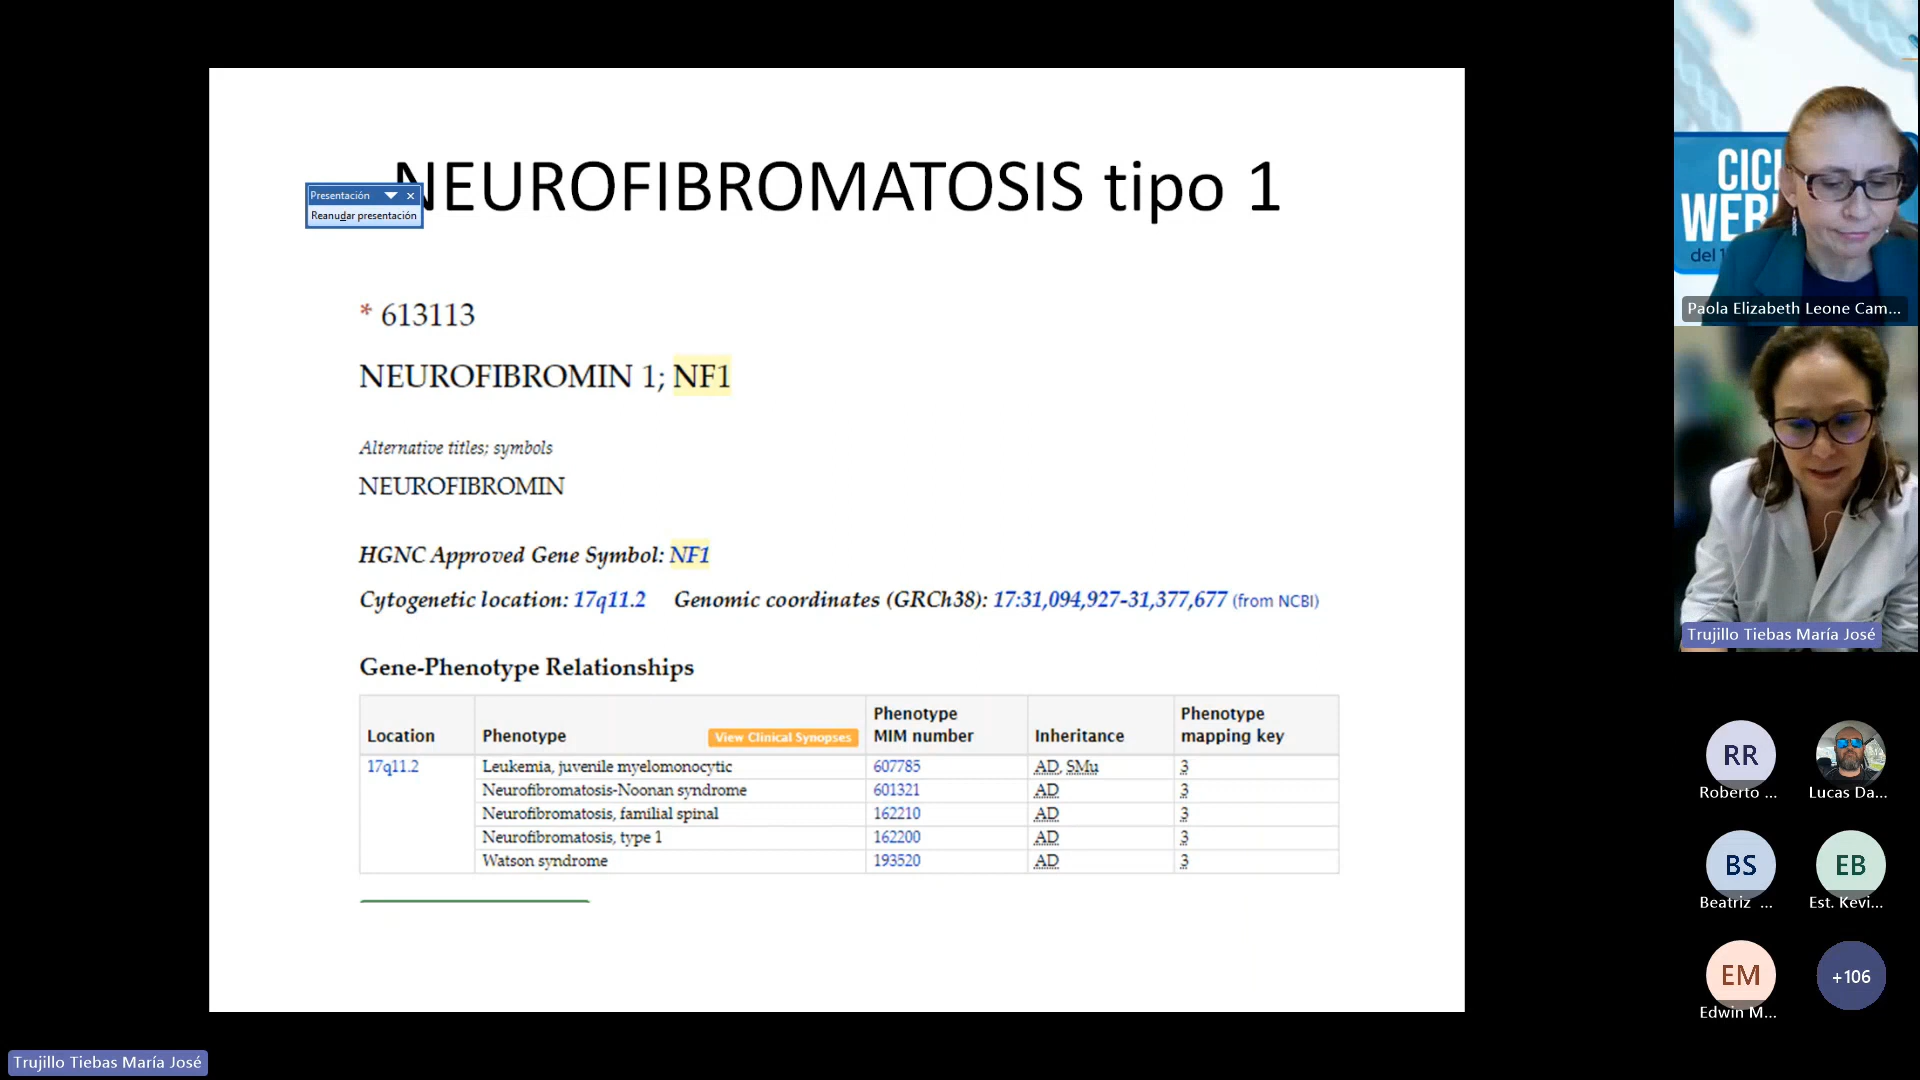 NEUROFIBROMATOSIS tipo 1
Presentación
Reanudar presentación
* 613113
NEUROFIBROMIN 1; NF1
Alternative titles; symbols
NEUROFIBROMIN
HGNC Approved Gene Symbol: NF1
Cytogenetic location: 17q11.2 Genomic coordinates (GRCh38): 17:31,094,927-31,377,677 (from NCBI)
Gene-Phenotype Relationships
Location Phenotype View Clinical Synopses Phenotype MIM number Inheritance Phenotype mapping key
17q11.2 Leukemia, juvenile myelomonocytic 607785 AD, SMu 3
Neurofibromatosis-Noonan syndrome 601321 AD 3
Neurofibromatosis, familial spinal 162210 AD 3
Neurofibromatosis, type 1 162200 AD 3
Watson syndrome 193520 AD 3
CICL
WEB
del 1
Paola Elizabeth Leone Cam...
Trujillo Tiebas María José
RR
Roberto ...
Lucas Da...
BS
Beatriz ...
EB
Est. Kevi...
EM
Edwin M...
+106
Trujillo Tiebas María José